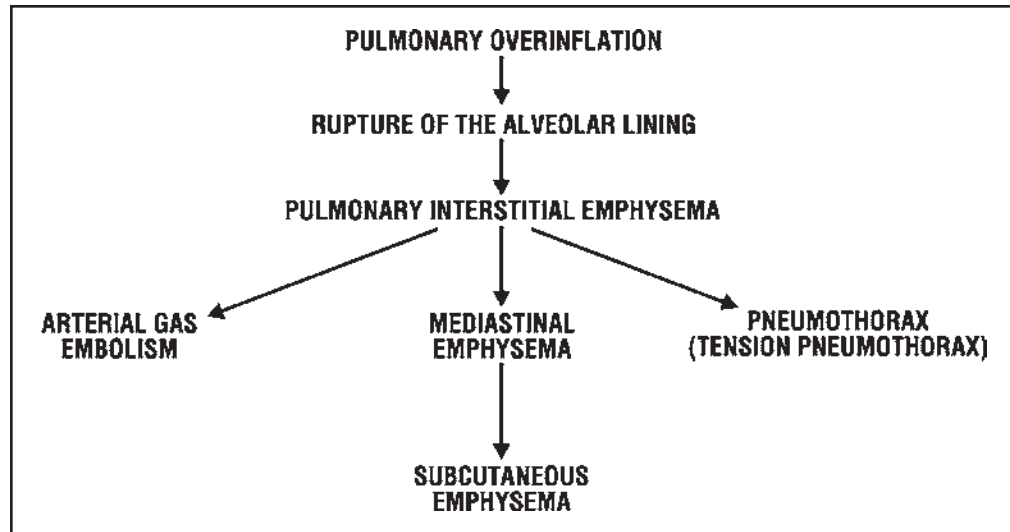 PULMONARY OVERINFLATION
RUPTURE OF THE ALVEOLAR LINING
PULMONARY INTERSTITIAL EMPHYSEMA
ARTERIAL GAS
EMBOLISM
MEDIASTINAL
EMPHYSEMA
PNEUMOTHORAX
(TENSION PNEUMOTHORAX)
SUBCUTANEOUS
EMPHYSEMA